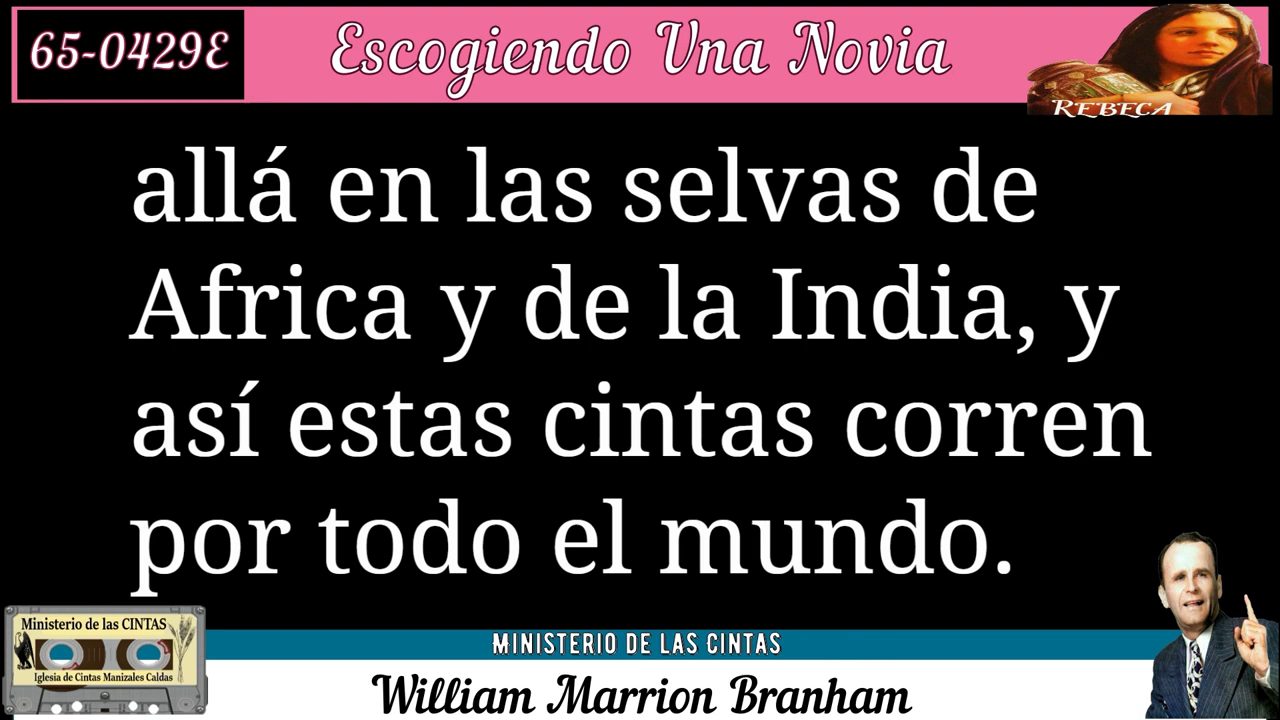 65-0429E
Escogiendo Una Novia
REBECA
allá en las selvas de
Africa y de la India, y
así estas cintas corren
por todo el mundo.
Ministerio de las CINTAS
Iglesia de Cintas Manizales Caldas
MINISTERIO DE LAS CINTAS
William Marrion Branham